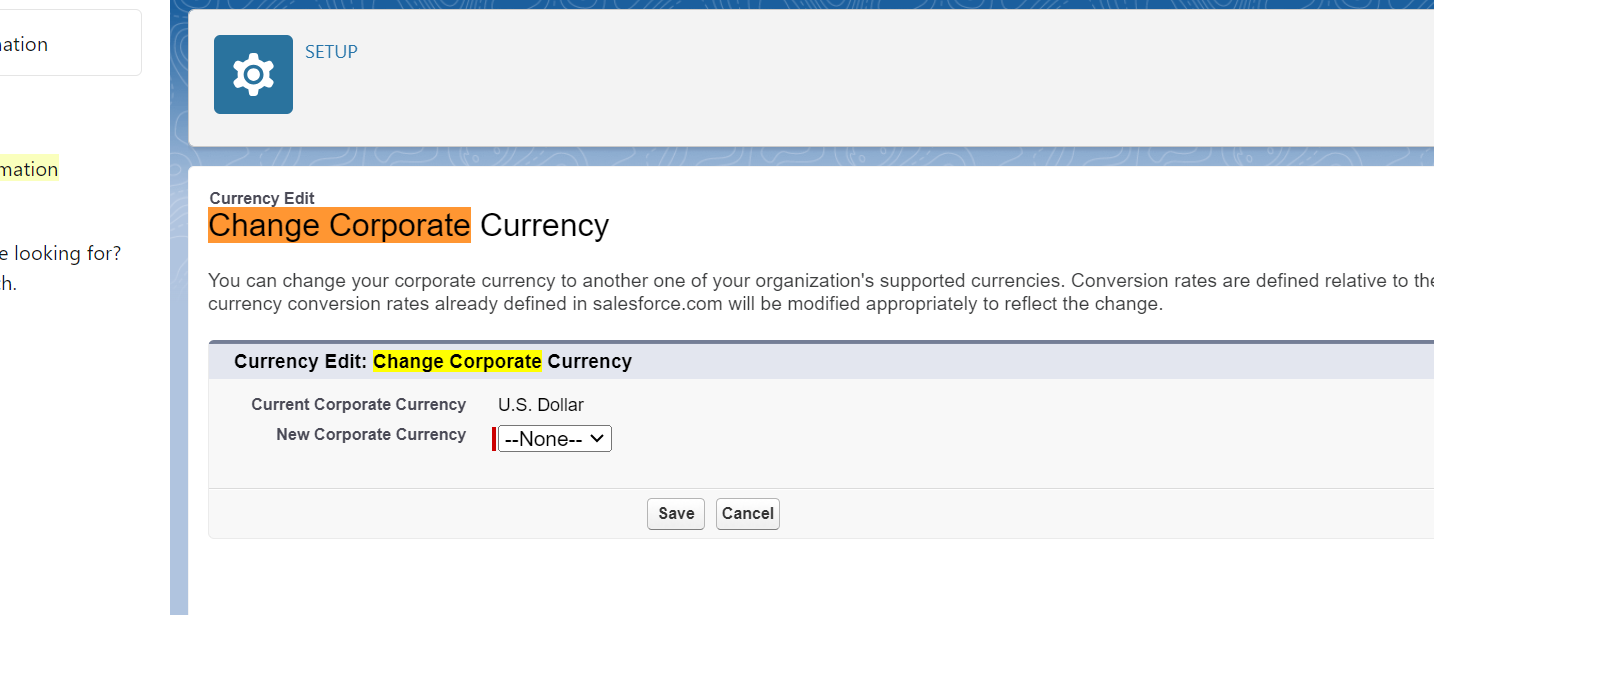 ation
mation
e looking for?
h.
SETUP
Currency Edit
Change Corporate Currency
You can change your corporate currency to another one of your organization's supported currencies. Conversion rates are defined relative to the
currency conversion rates already defined in salesforce.com will be modified appropriately to reflect the change.
Currency Edit: Change Corporate Currency
Current Corporate Currency U.S. Dollar
New Corporate Currency --None--
Save Cancel